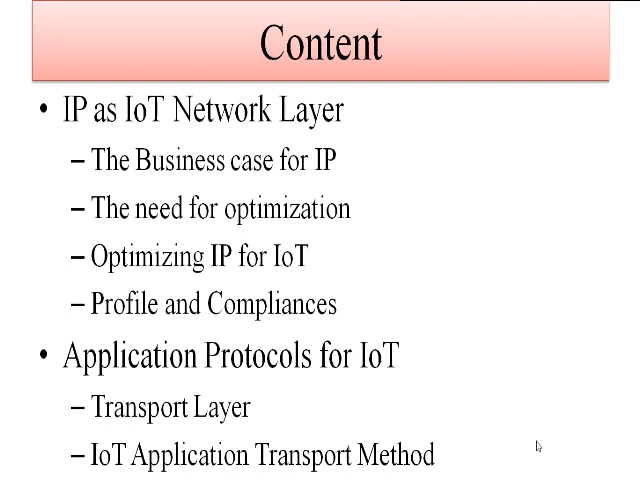 Content
• IP as IoT Network Layer
– The Business case for IP
– The need for optimization
– Optimizing IP for IoT
– Profile and Compliances
• Application Protocols for IoT
– Transport Layer
– IoT Application Transport Method